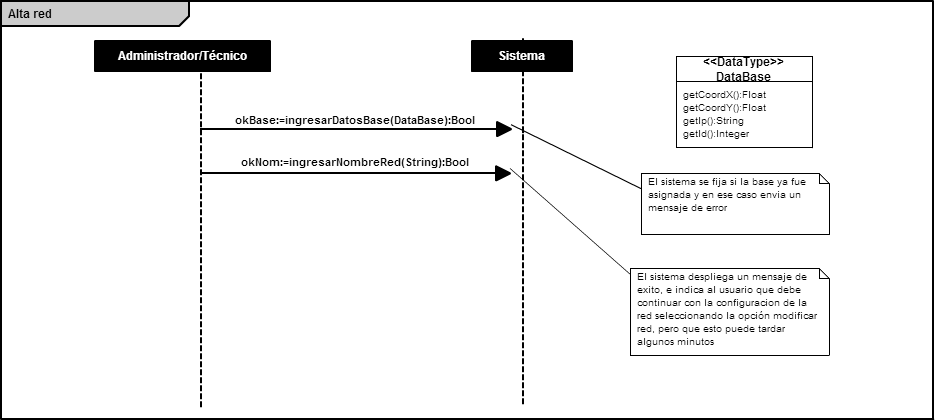 Alta red
Administrador/Técnico
Sistema
<<DataType>>
DataBase
getCoordX():Float
getCoordY():Float
getIp():String
getId():Integer
okBase:=ingresarDatosBase(DataBase):Bool
okNom:=ingresarNombreRed(String):Bool
El sistema se fija si la base ya fue
asignada y en ese caso envia un
mensaje de error
El sistema despliega un mensaje de
exito, e indica al usuario que debe
continuar con la configuracion de la
red seleccionando la opción modificar
red, pero que esto puede tardar
algunos minutos